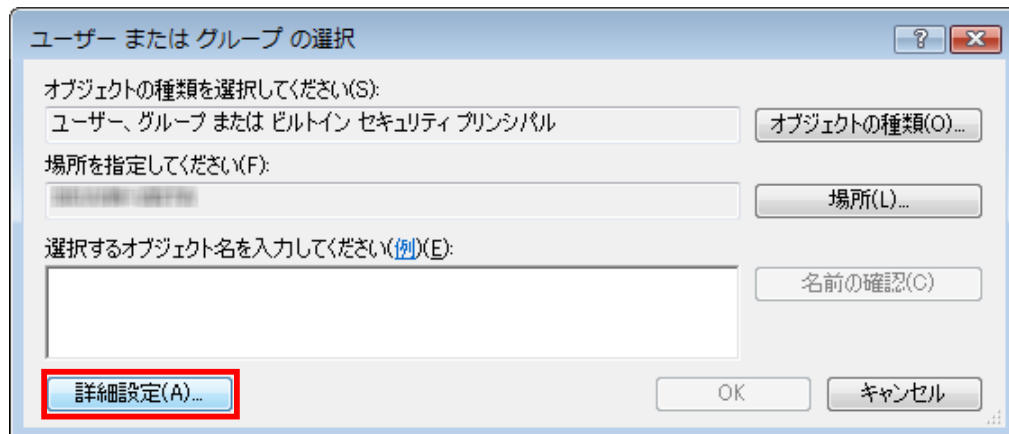 ユーザー または グループ の選択
オブジェクトの種類を選択してください(S):
ユーザー、グループ または ビルトイン セキュリティ プリンシパル
オブジェクトの種類(O)...
場所を指定してください(F):
場所(L)...
選択するオブジェクト名を入力してください(例)(E):
名前の確認(C)
詳細設定(A)...
OK
キャンセル